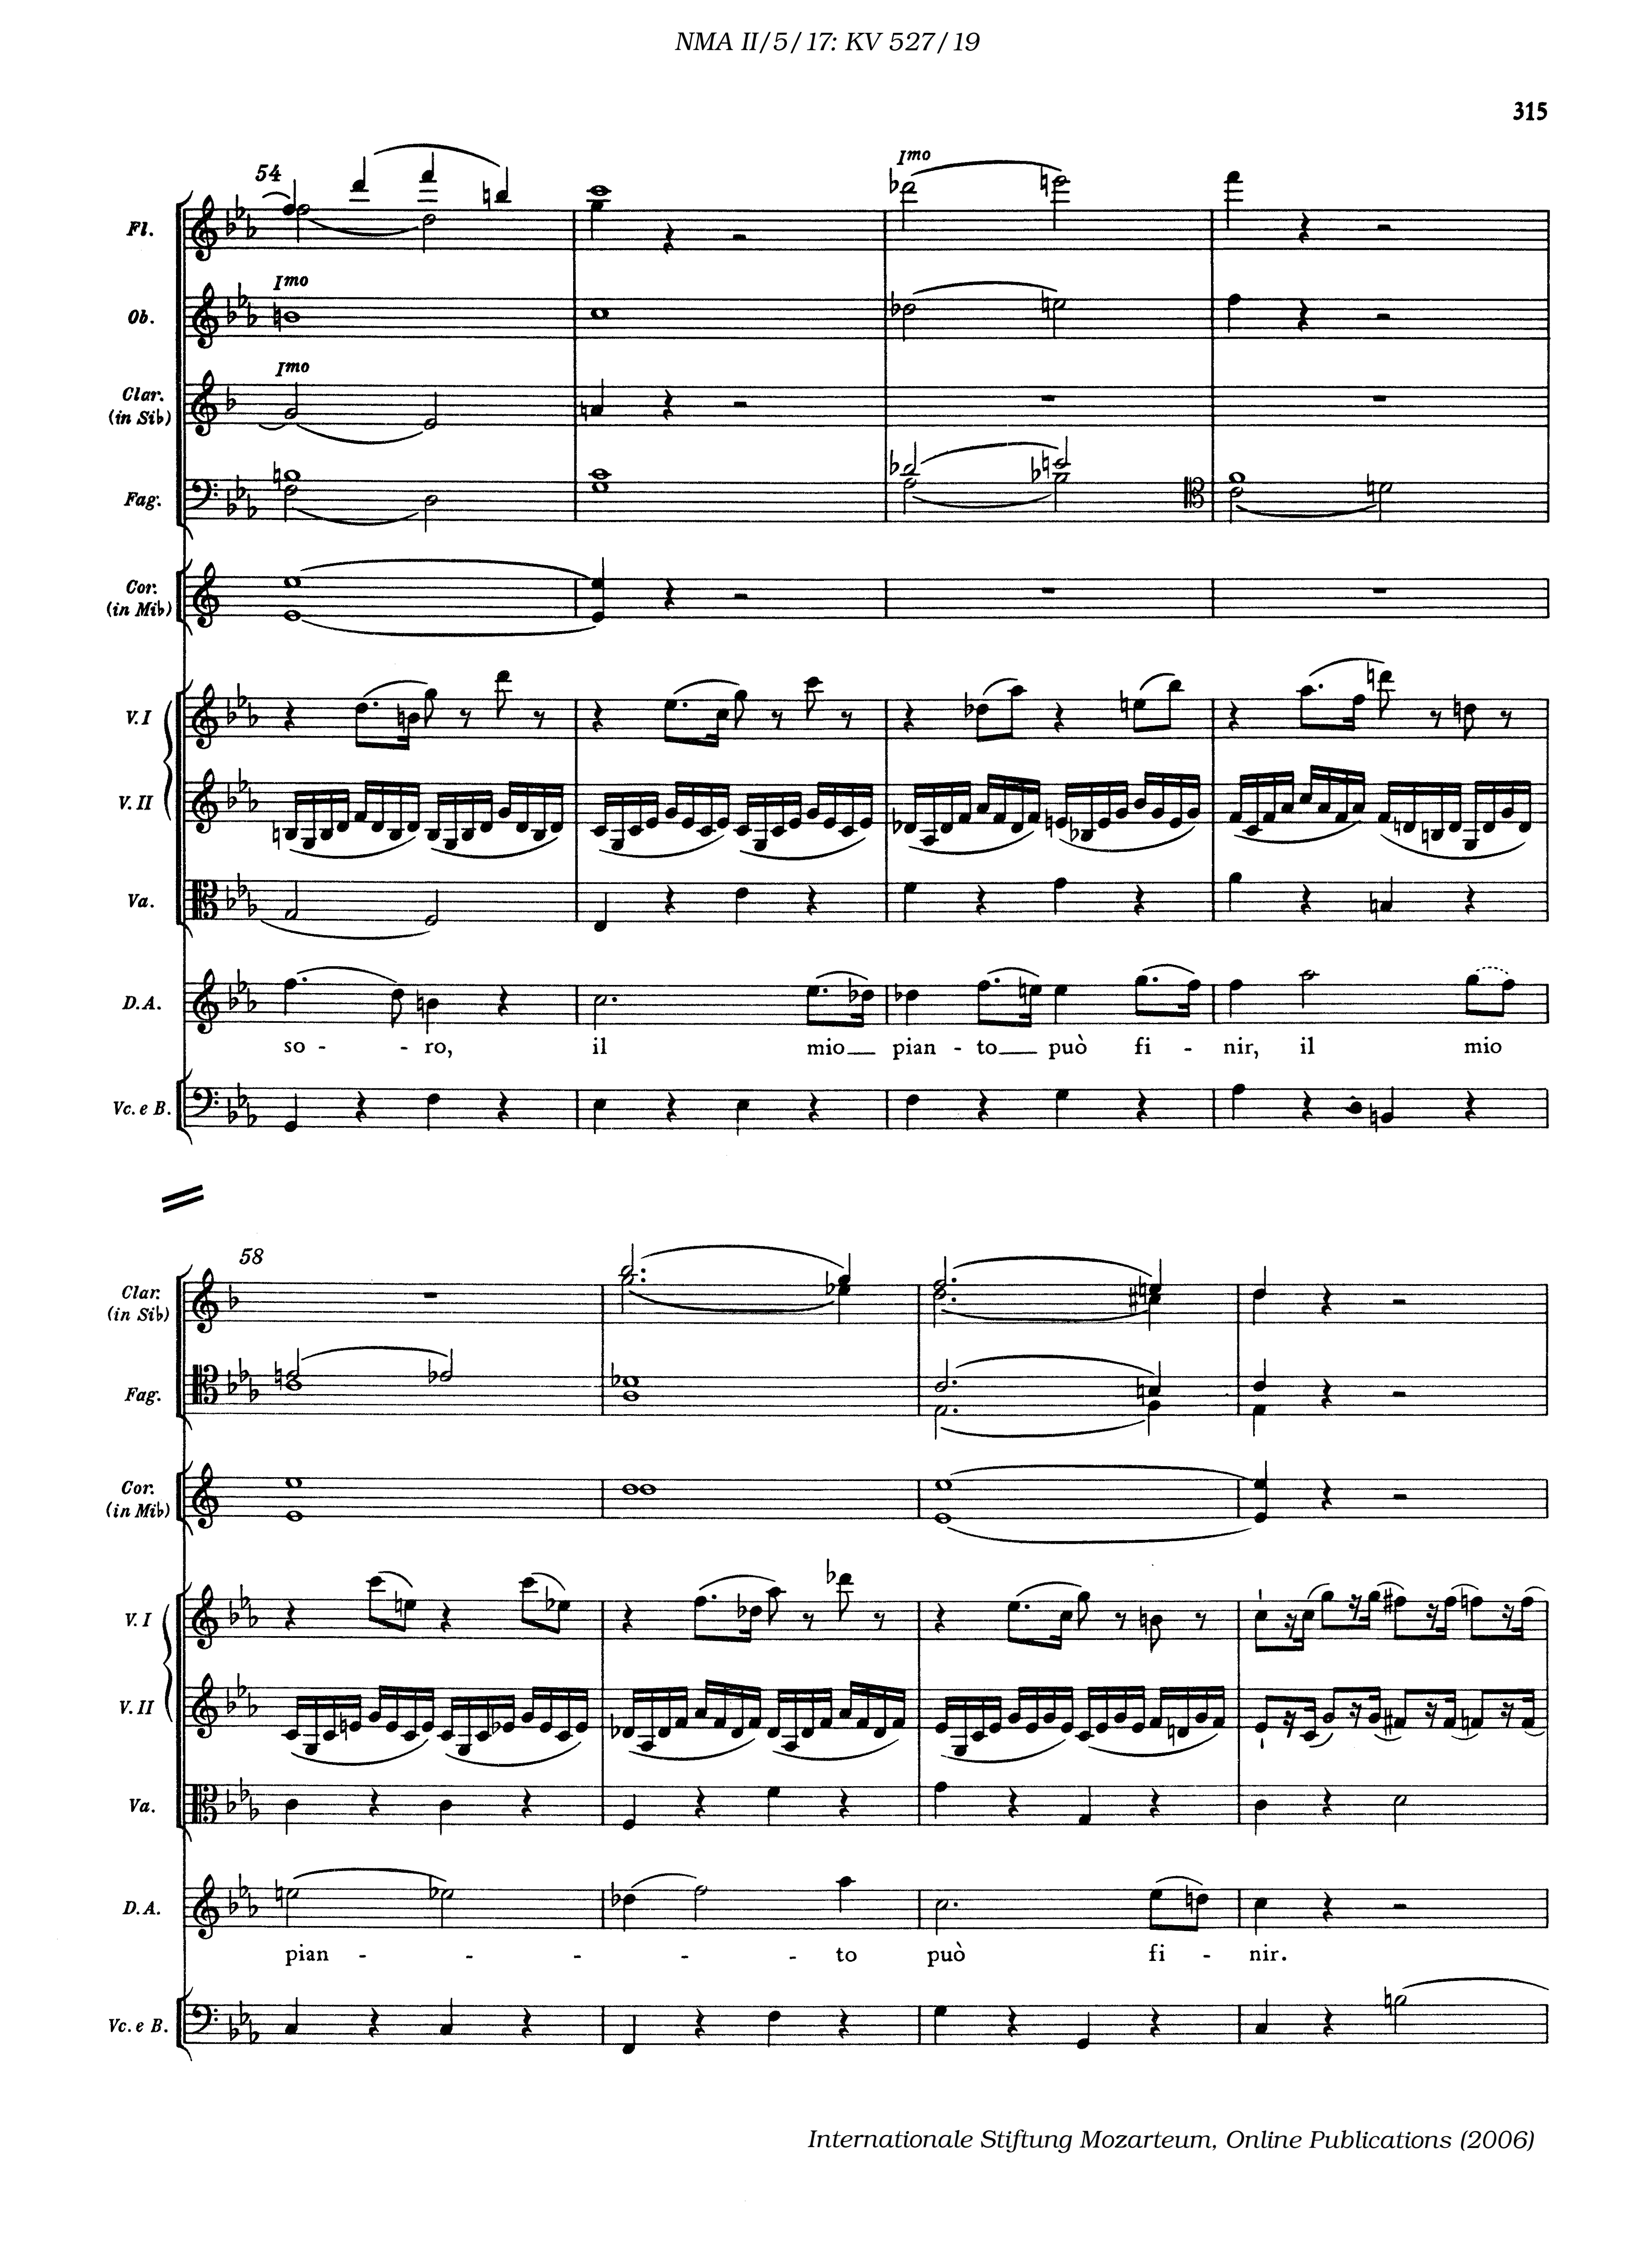 NMA II/5/17: KV 527/19
315
54
Fl.
Imo
Ob.
Imo
Clar.
(in Sib)
Imo
Fag.
Cor.
(in Mib)
V. I
V. II
Va.
D. A.
so - - ro, il mio pian - to può fi - nir, il mio
Vc. e B.
58
Clar.
(in Sib)
Fag.
Cor.
(in Mib)
V. I
V. II
Va.
D. A.
pian - - - - - to può fi - nir.
Vc. e B.
Internationale Stiftung Mozarteum, Online Publications (2006)